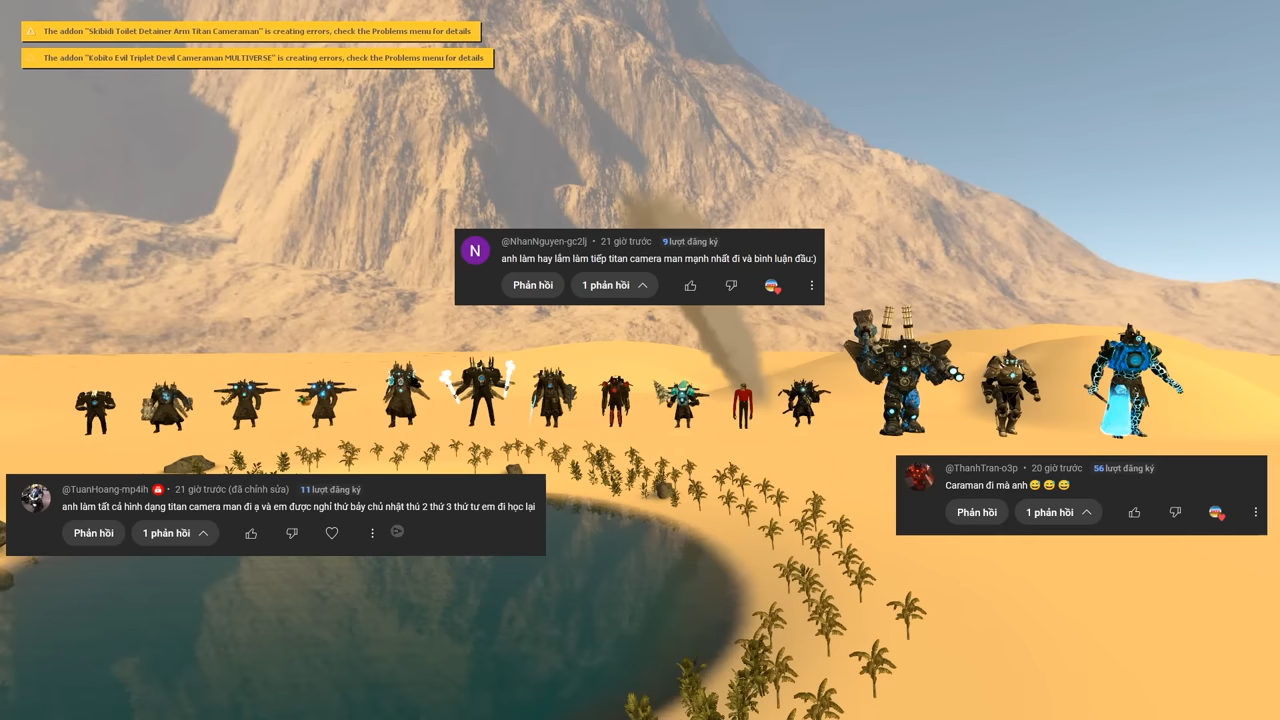 The addon "Skibidi Toilet Detainer Arm Titan Cameraman" is creating errors, check the Problems menu for details
The addon "Kobito Evil Triplet Devil Cameraman MULTIVERSE" is creating errors, check the Problems menu for details
N
@NhanNguyen-gc2lj • 21 giờ trước 9 lượt đăng ký
anh làm hay lắm làm tiếp titan camera man mạnh nhất đi và bình luận đầu:)
Phản hồi 1 phản hồi
@TuanHoang-mp4ih • 21 giờ trước (đã chỉnh sửa) 11 lượt đăng ký
anh làm tất cả hình dạng titan camera man đi ạ và em được nghỉ thứ bảy chủ nhật thú 2 thứ 3 thứ tư em đi học lại
Phản hồi 1 phản hồi
@ThanhTran-o3p • 20 giờ trước 56 lượt đăng ký
Caraman đi mà anh😅 😅 😅
Phản hồi 1 phản hồi